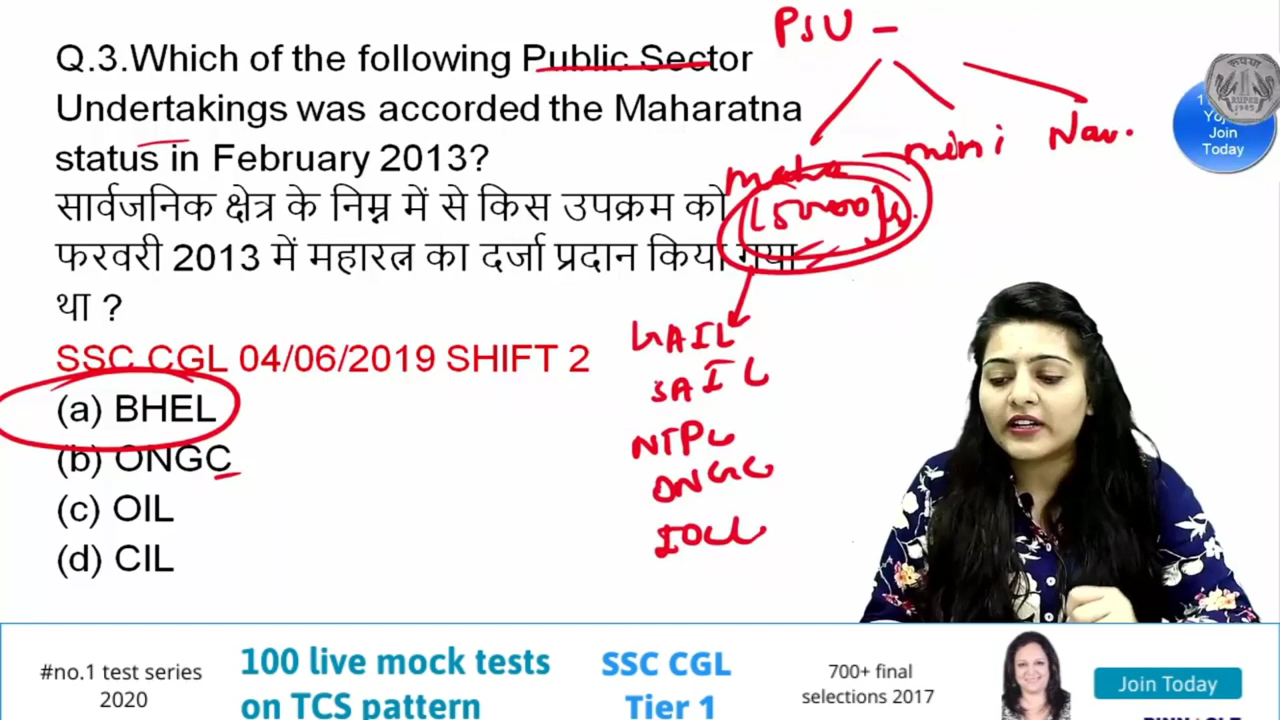 Q.3.Which of the following Public Sector
Undertakings was accorded the Maharatna
status in February 2013?
सार्वजनिक क्षेत्र के निम्न में से किस उपक्रम को
फरवरी 2013 में महारत्न का दर्जा प्रदान किया गया
था ?
SSC CGL 04/06/2019 SHIFT 2
(a) BHEL
(b) ONGC
(c) OIL
(d) CIL
PSU -
maha mini Nav.
GAIL
SAIL
NTPC
ONGC
IOCL
Join
Today
रुपया
RUPEE
#no.1 test series
2020
100 live mock tests
on TCS pattern
SSC CGL
Tier 1
700+ final
selections 2017
Join Today